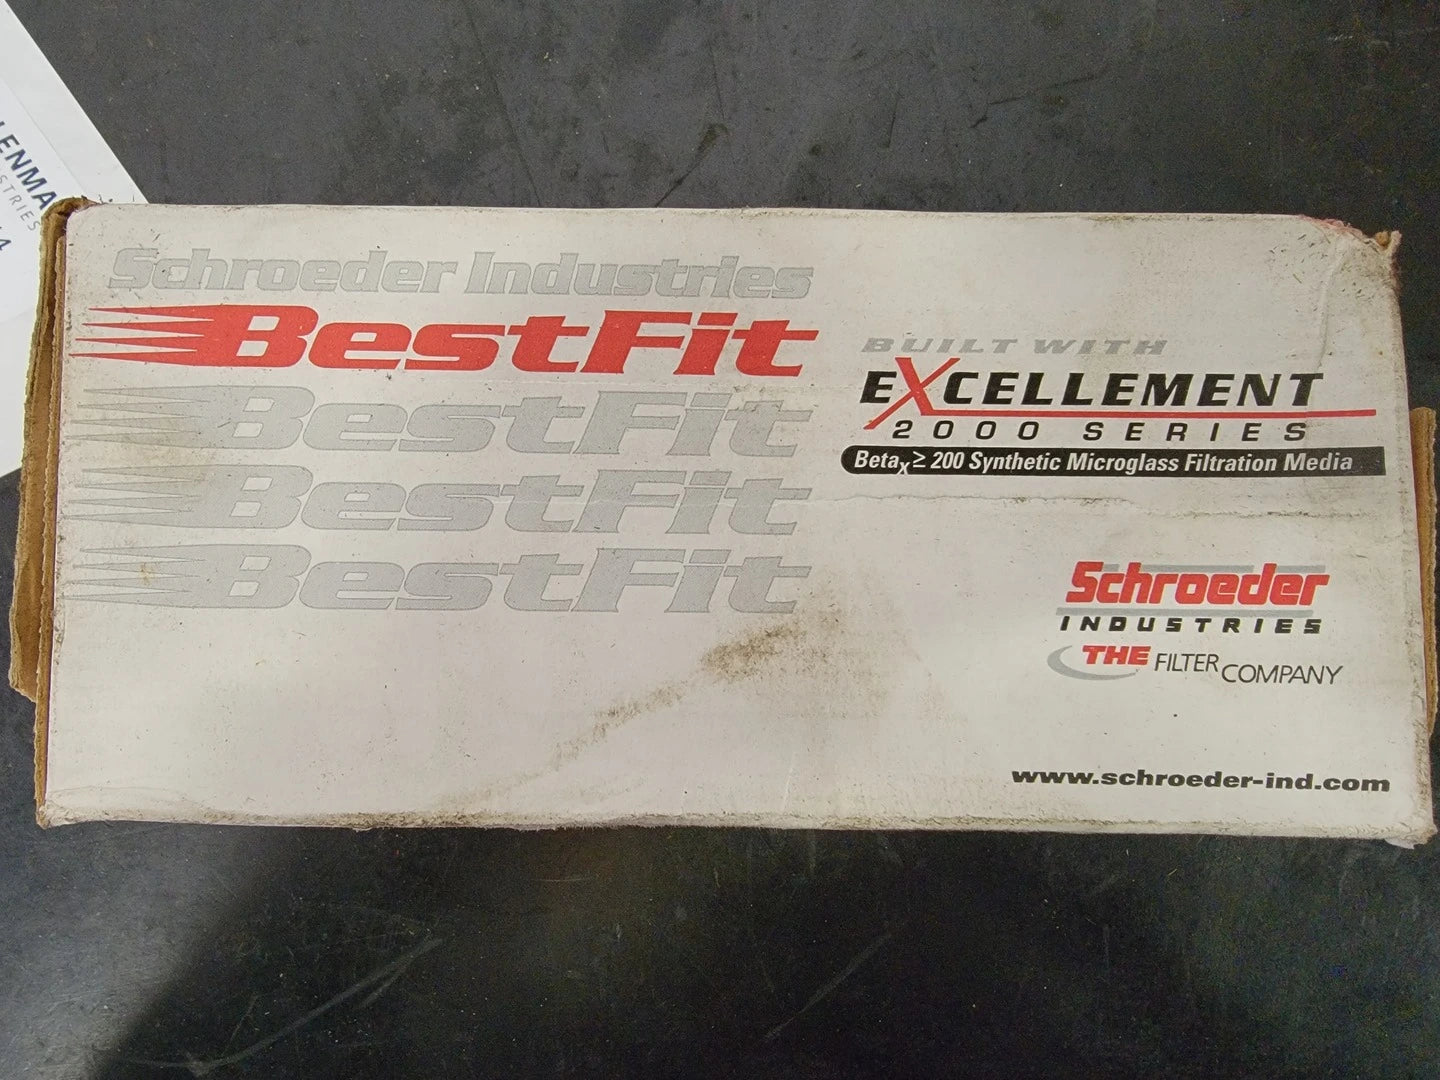 Schroeder Industries
BestFit
BestFit
BestFit
BestFit
BUILT WITH
EXCELLEMENT
2000 SERIES
Betaₓ ≥ 200 Synthetic Microglass Filtration Media
Schroeder
INDUSTRIES
THE FILTER COMPANY
www.schroeder-ind.com